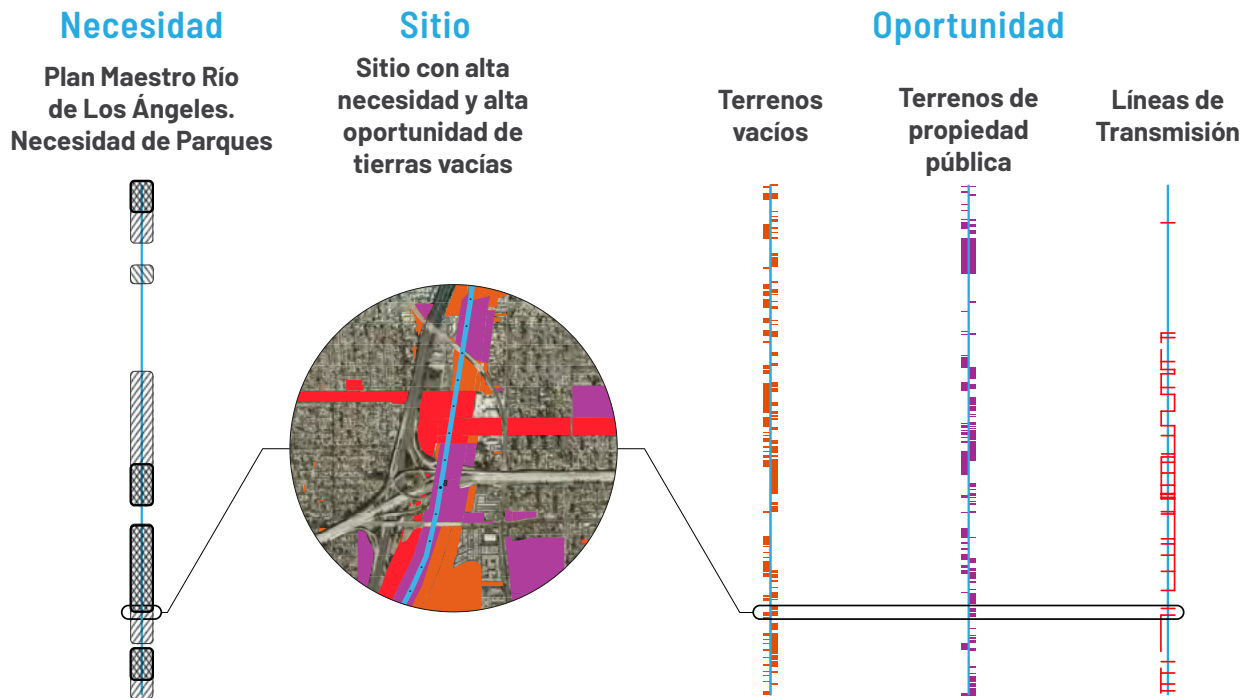 Necesidad
Plan Maestro Río
de Los Ángeles.
Necesidad de Parques
Sitio
Sitio con alta
necesidad y alta
oportunidad de
tierras vacías
Oportunidad
Terrenos
vacíos
Terrenos de
propiedad
pública
Líneas de
Transmisión
8